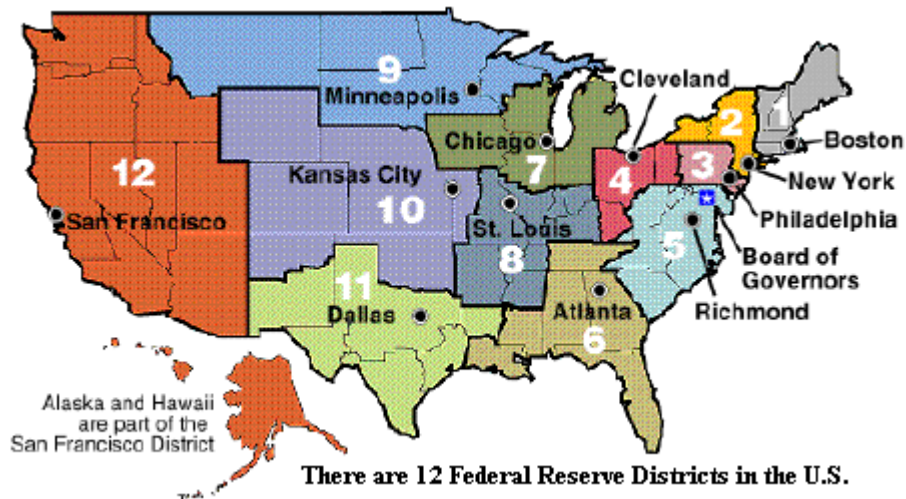 1
2
9
Cleveland
Minneapolis
Chicago
Boston
7
3
12
Kansas City
4
New York
10
San Francisco
St. Louis
Philadelphia
5
Board of
Governors
8
11
Dallas
Atlanta
Richmond
6
Alaska and Hawaii
are part of the
San Francisco District
There are 12 Federal Reserve Districts in the U.S.